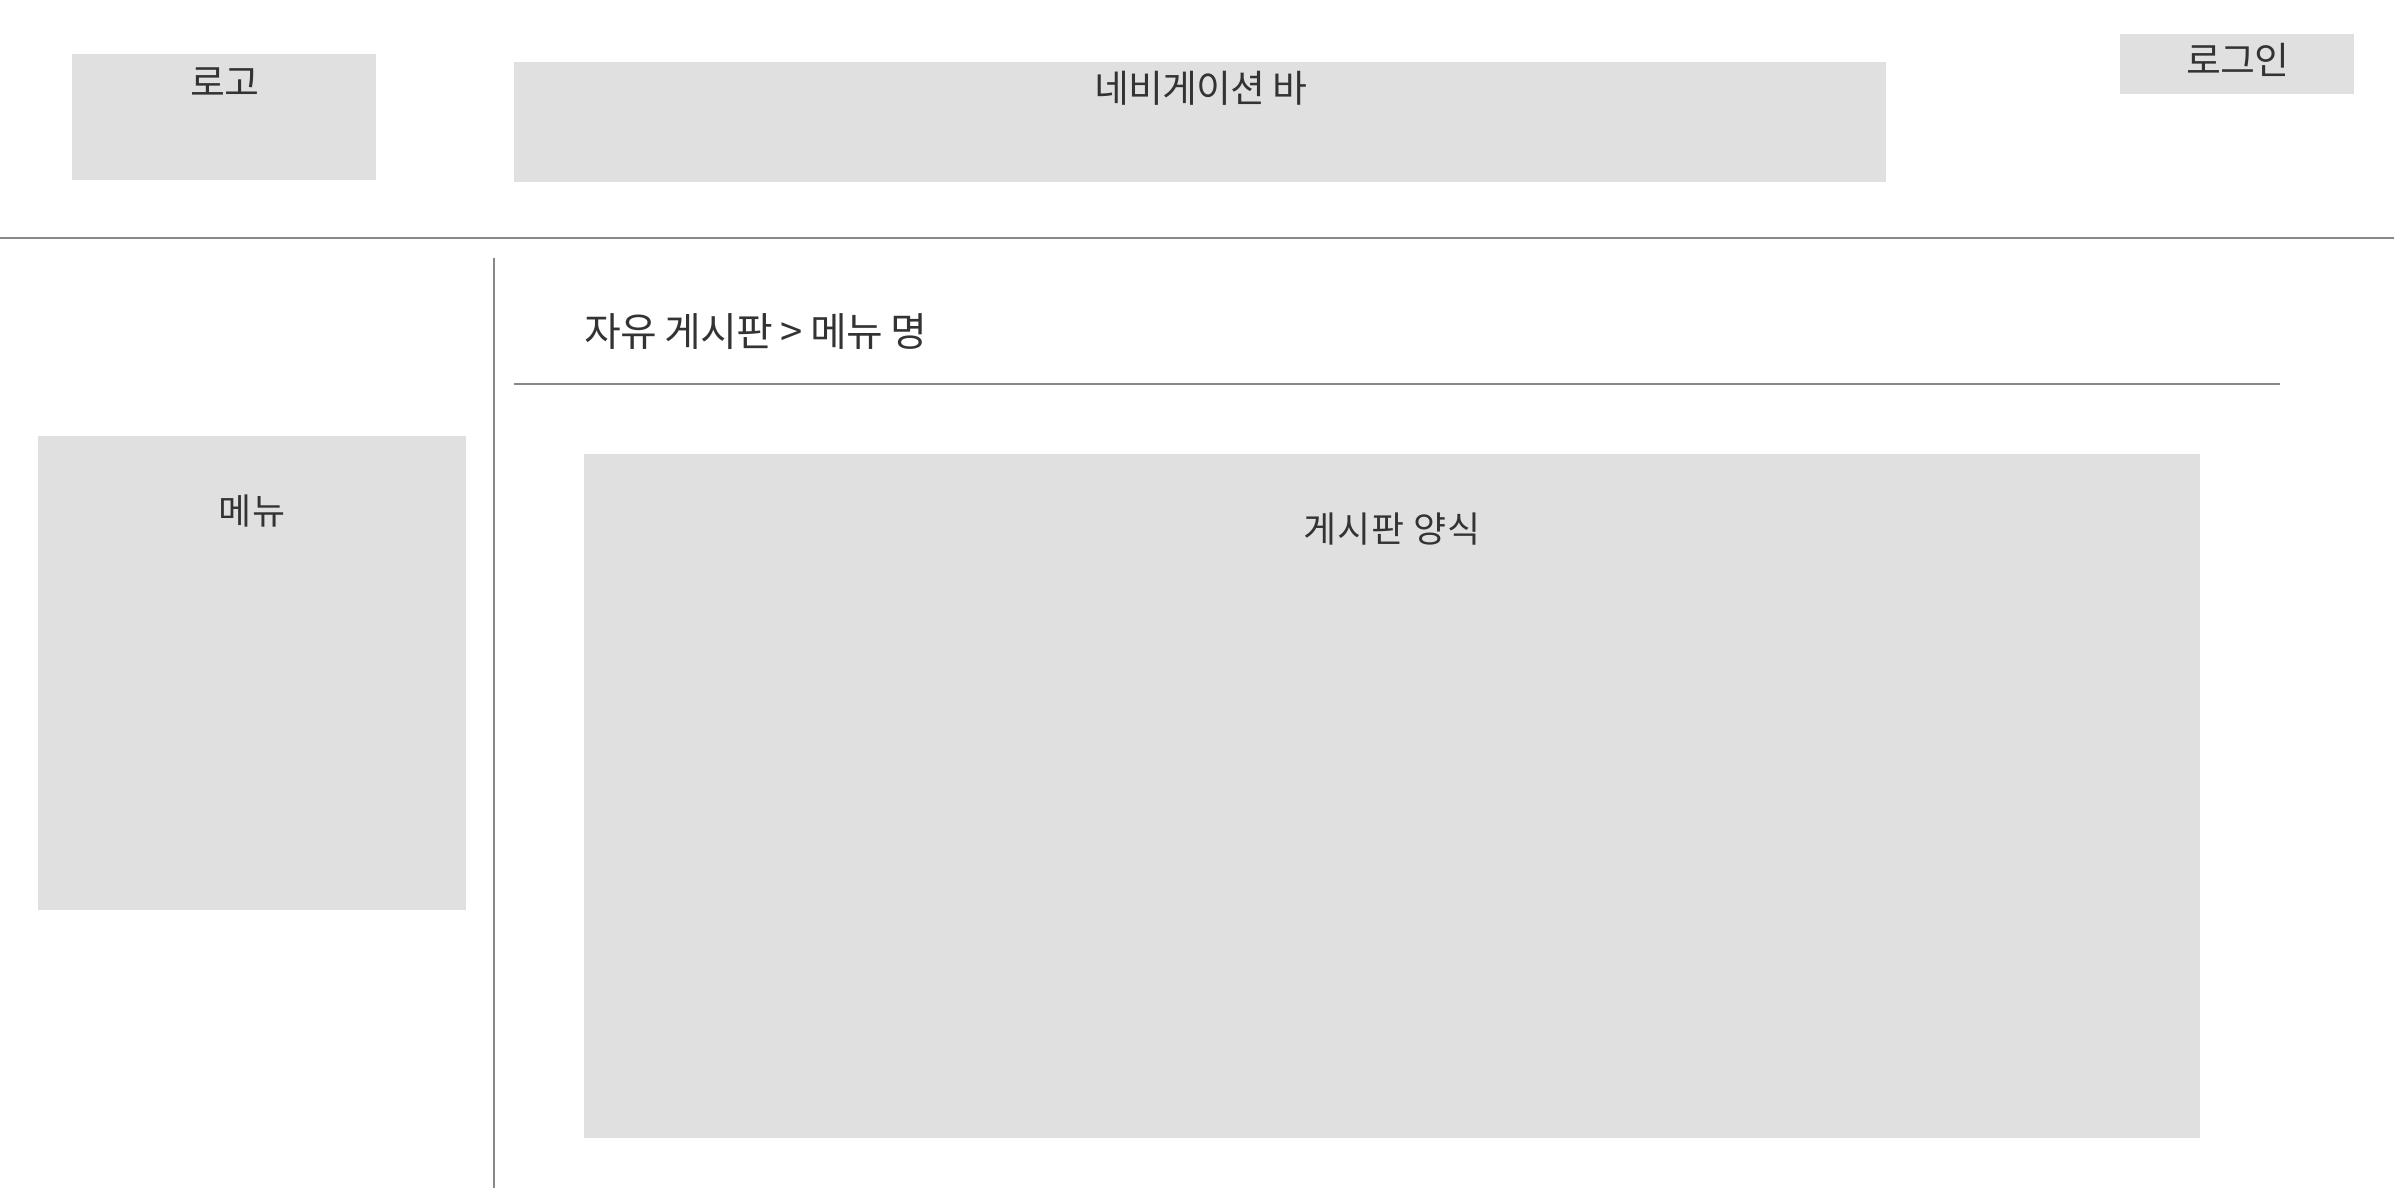 로고
네비게이션 바
로그인
자유 게시판 > 메뉴 명
메뉴
게시판 양식